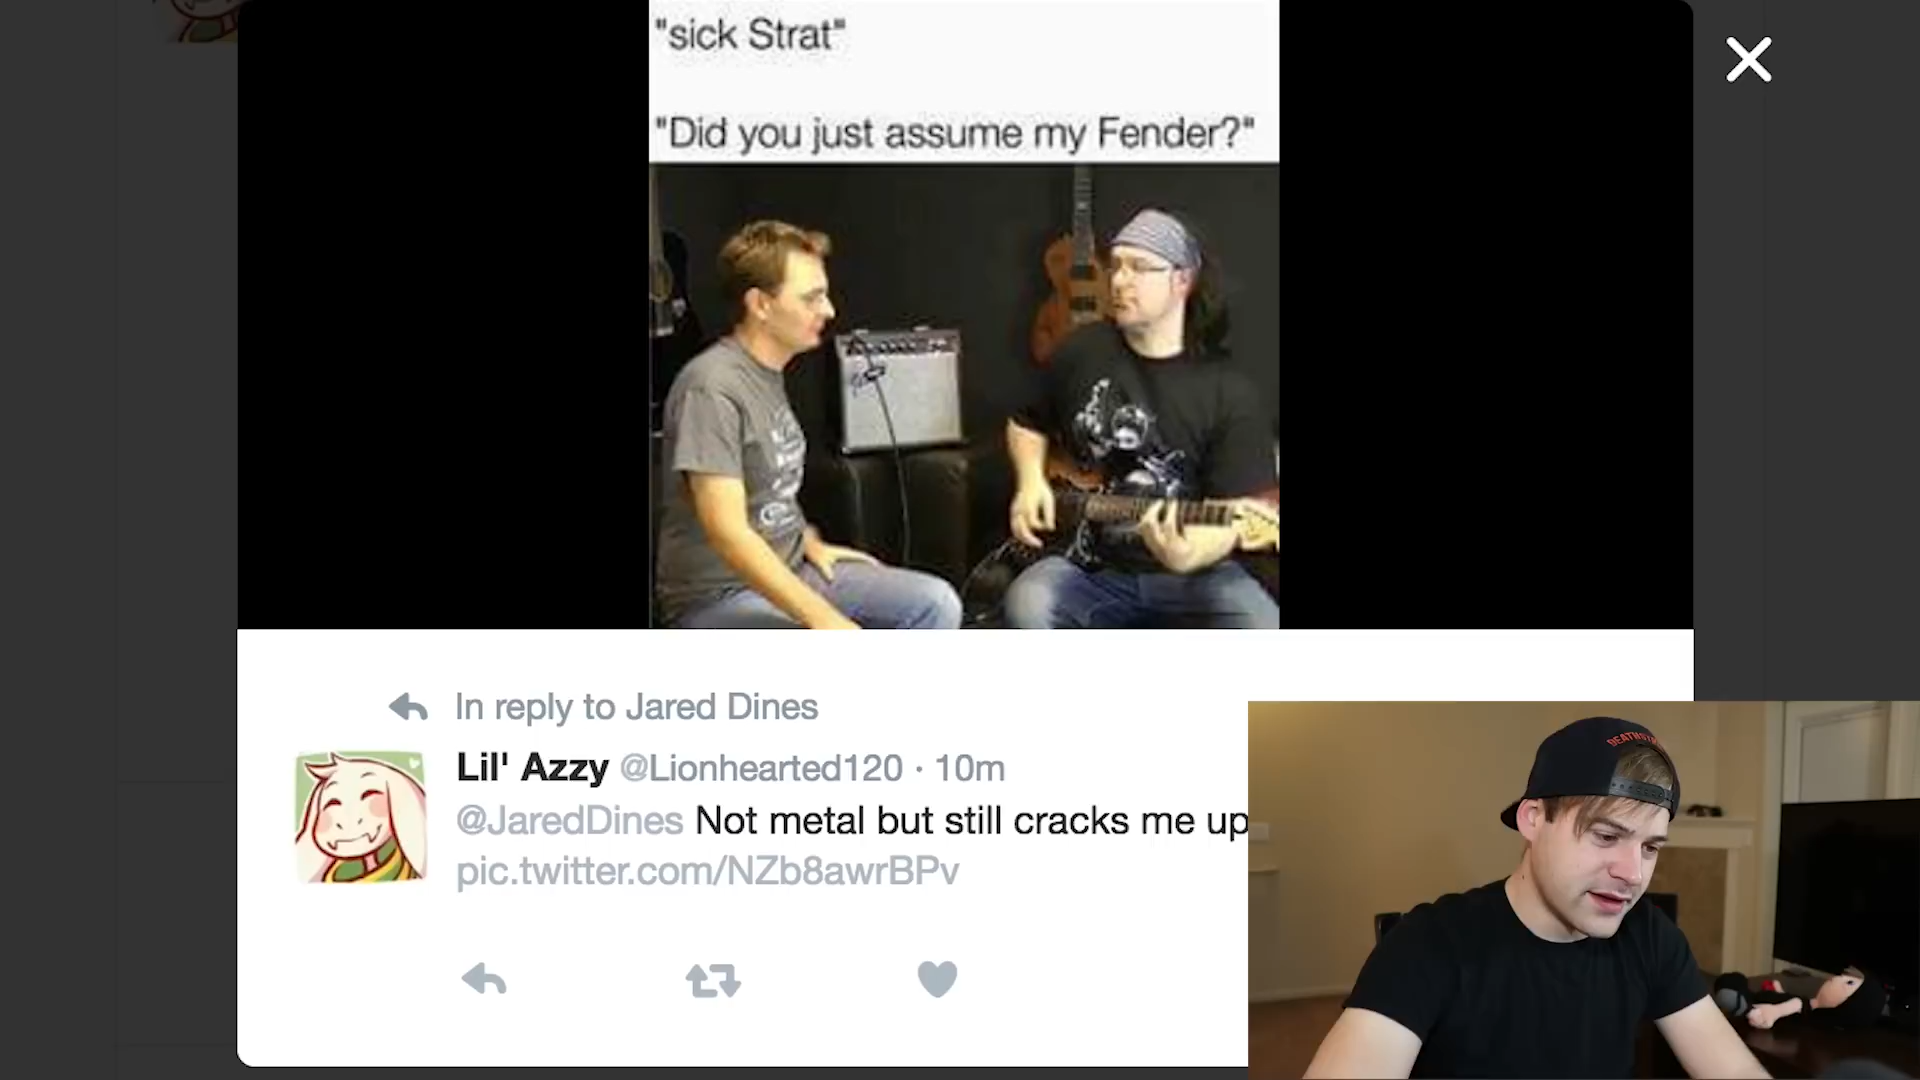 "sick Strat"
"Did you just assume my Fender?"
In reply to Jared Dines
Lil' Azzy @Lionhearted120 · 10m
@JaredDines Not metal but still cracks me up
pic.twitter.com/NZb8awrBPv